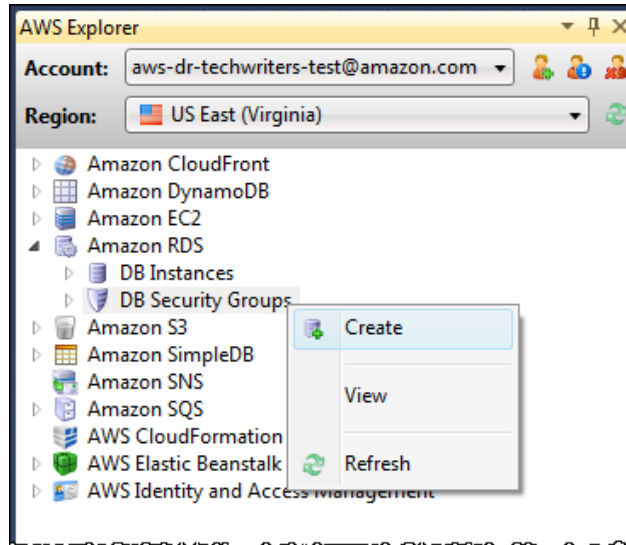 AWS Explorer
Account: aws-dr-techwriters-test@amazon.com
Region: US East (Virginia)
Amazon CloudFront
Amazon DynamoDB
Amazon EC2
Amazon RDS
DB Instances
DB Security Groups
Amazon S3
Amazon SimpleDB
Amazon SNS
Amazon SQS
AWS CloudFormation
AWS Elastic Beanstalk
AWS Identity and Access Management
Create
View
Refresh